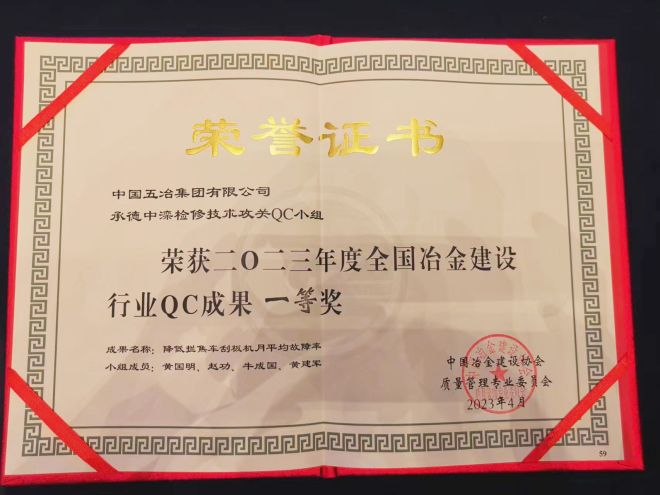 荣誉证书
中国五冶集团有限公司
承德中滦检修技术攻关QC小组
荣获二〇二三年度全国冶金建设
行业QC成果 一等奖
成果名称：降低拦焦车刮板机月平均故障率
小组成员：黄国明、赵功、牛成国、黄建军
中国冶金建设协会
质量管理专业委员会
2023年4月
59